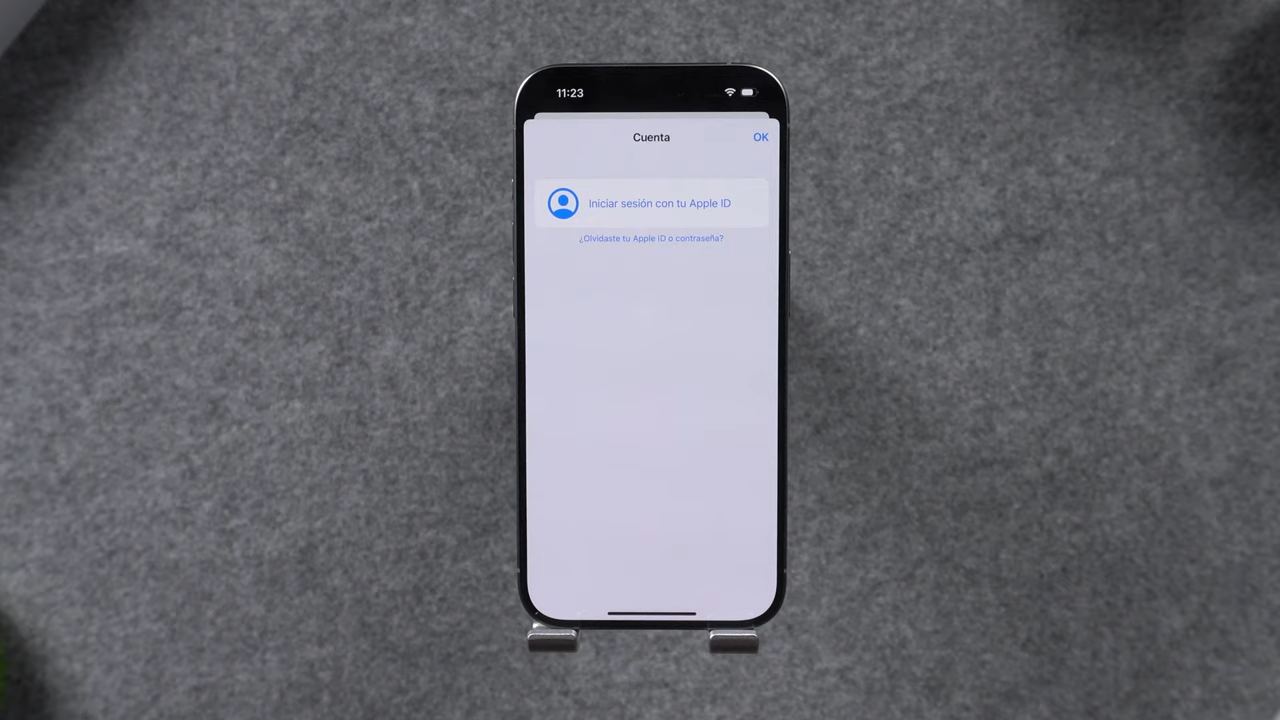 11:23
Cuenta
OK
Iniciar sesión con tu Apple ID
¿Olvidaste tu Apple ID o contraseña?